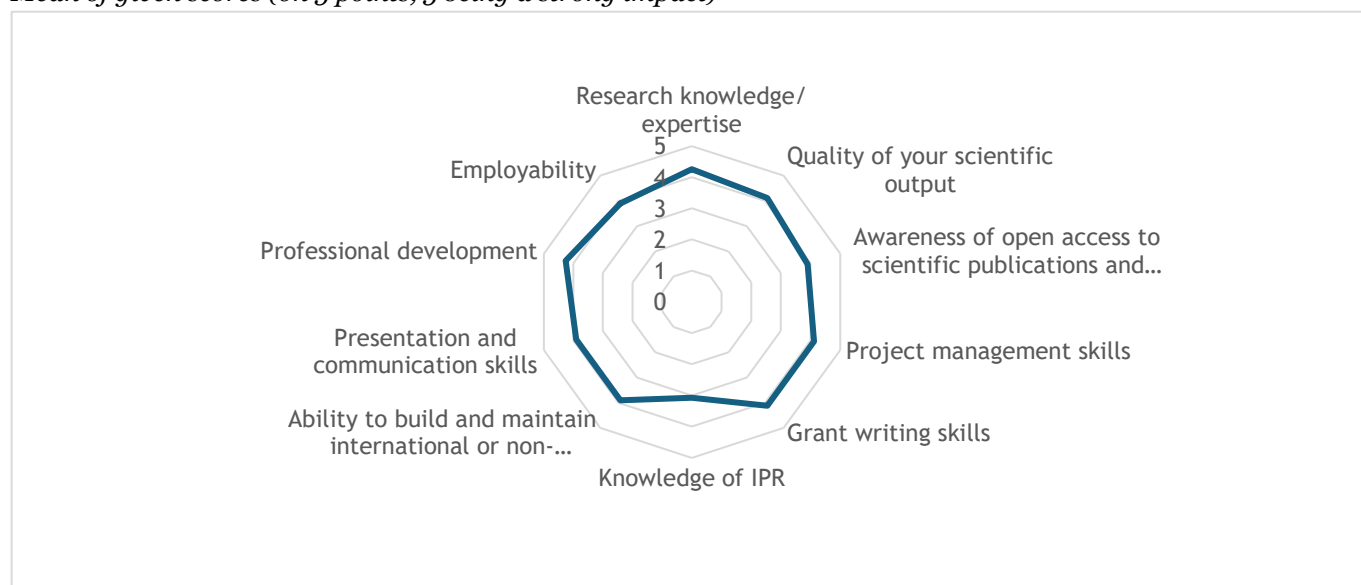 Research knowledge/
expertise
Quality of your scientific
output
Awareness of open access to
scientific publications and...
Project management skills
Grant writing skills
Knowledge of IPR
Ability to build and maintain
international or non-...
Presentation and
communication skills
Professional development
Employability
5
4
3
2
1
0